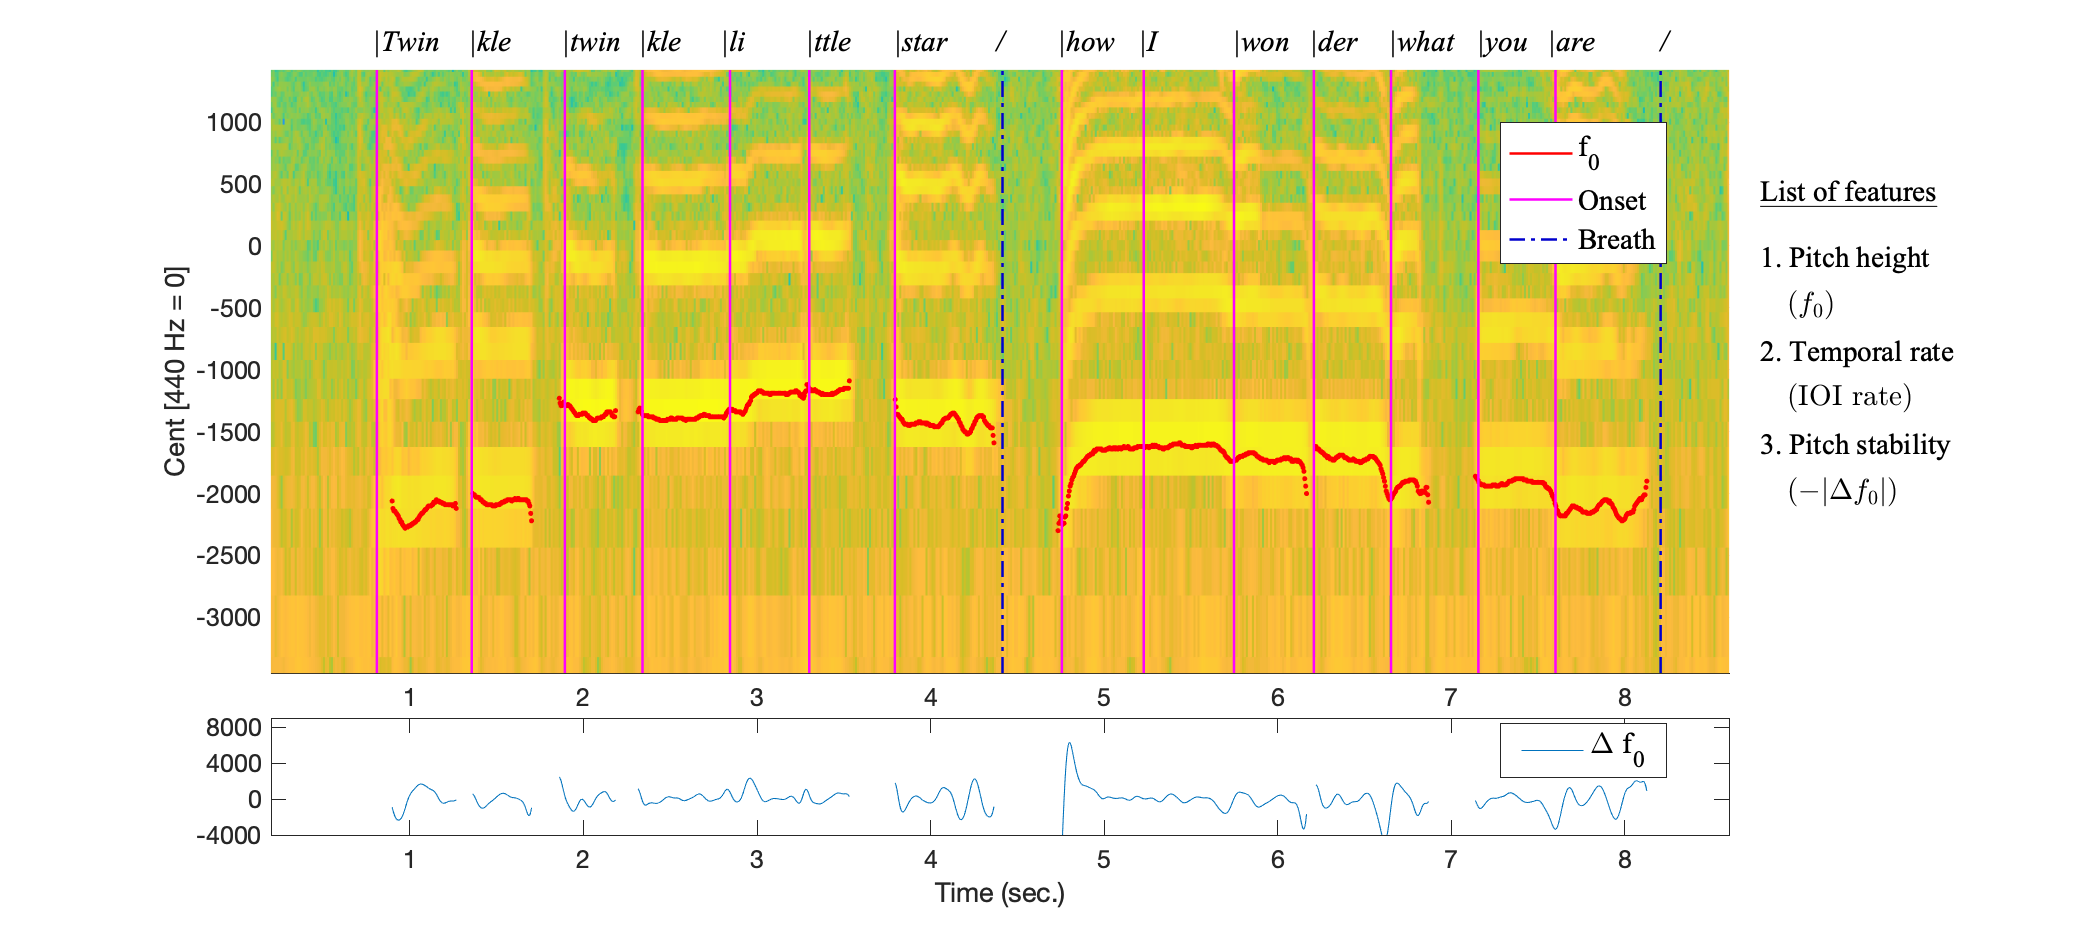 |Twin |kle |twin |kle |li |ttle |star / |how |I |won |der |what |you |are /
1000
500
0
-500
-1000
-1500
-2000
-2500
-3000
Cent [440 Hz = 0]
f0
Onset
Breath
1 2 3 4 5 6 7 8
8000
4000
0
-4000
Δ f0
1 2 3 4 5 6 7 8
Time (sec.)
List of features
1. Pitch height
(f0)
2. Temporal rate
(IOI rate)
3. Pitch stability
(−|Δf0|)